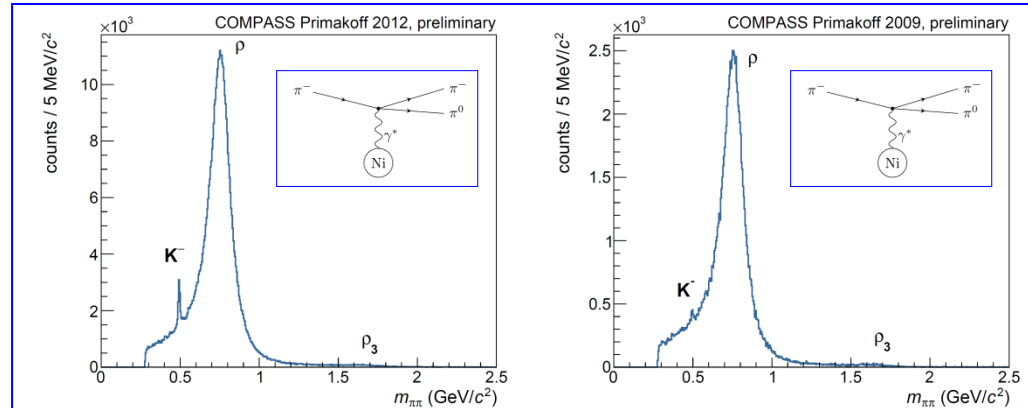 COMPASS Primakoff 2012, preliminary
×10³
counts / 5 MeV/c²
10
8
6
4
2
0
0 0.5 1 1.5 2 2.5
m_ππ (GeV/c²)
ρ
K⁻
ρ₃
π⁻
π⁻
π⁰
γ*
Ni
COMPASS Primakoff 2009, preliminary
×10³
counts / 5 MeV/c²
2.5
2.0
1.5
1.0
0.5
0
0 0.5 1 1.5 2 2.5
m_ππ (GeV/c²)
ρ
K⁻
ρ₃
π⁻
π⁻
π⁰
γ*
Ni